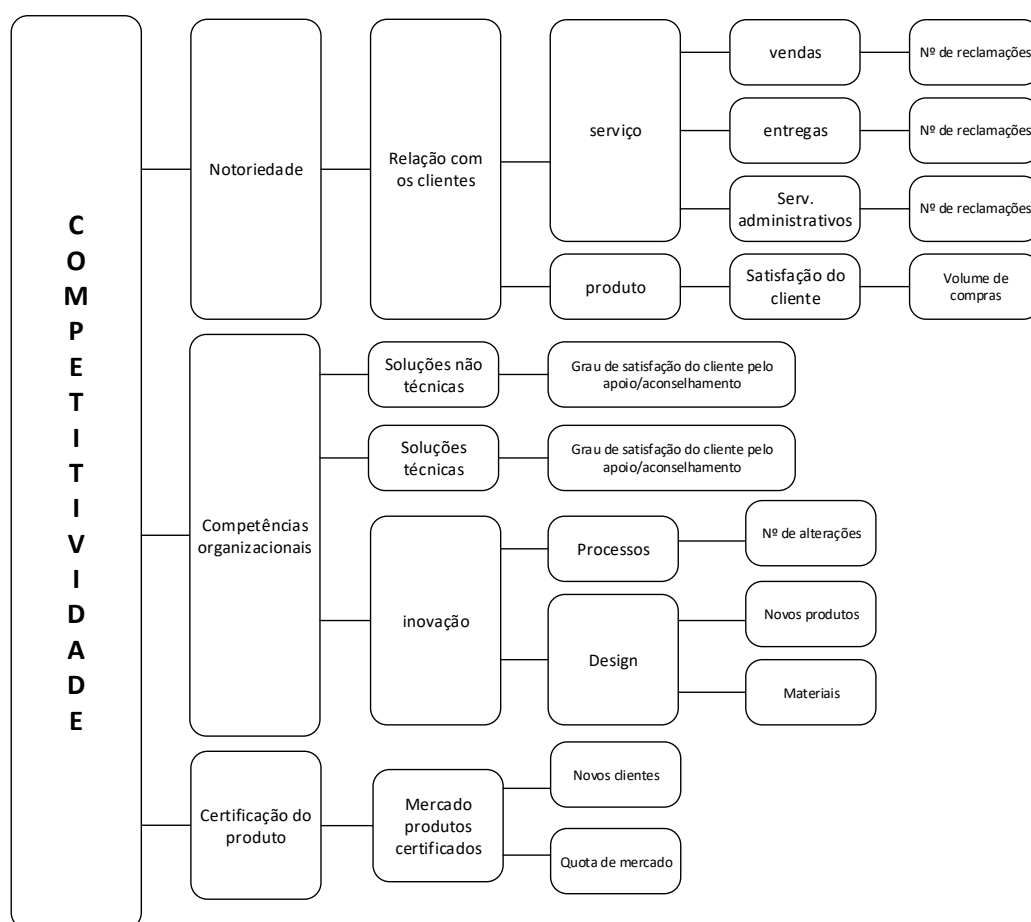 COMPETITIVIDADE
Notoriedade
Relação com
os clientes
serviço
vendas
Nº de reclamações
entregas
Nº de reclamações
Serv.
administrativos
Nº de reclamações
produto
Satisfação do
cliente
Volume de
compras
Competências
organizacionais
Soluções não
técnicas
Grau de satisfação do cliente pelo
apoio/aconselhamento
Soluções
técnicas
Grau de satisfação do cliente pelo
apoio/aconselhamento
inovação
Processos
Nº de alterações
Design
Novos produtos
Materiais
Certificação do
produto
Mercado
produtos
certificados
Novos clientes
Quota de mercado